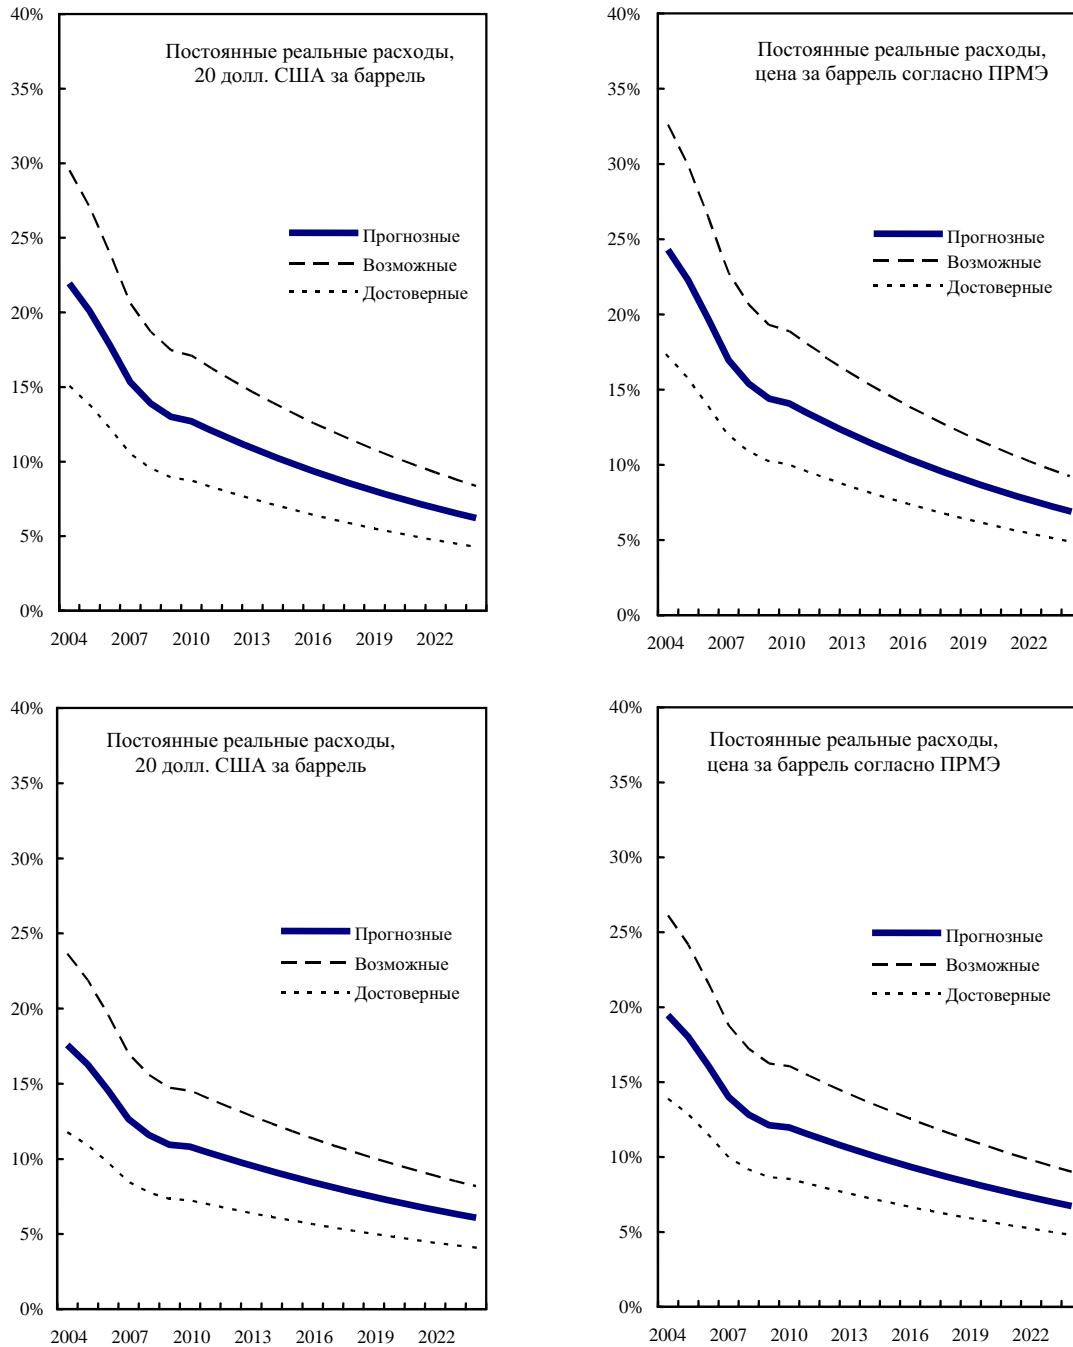 40%
35%
30%
25%
20%
15%
10%
5%
0%
Постоянные реальные расходы,
20 долл. США за баррель
Прогнозные
Возможные
Достоверные
2004 2007 2010 2013 2016 2019 2022
40%
35%
30%
25%
20%
15%
10%
5%
0%
Постоянные реальные расходы,
цена за баррель согласно ПРМЭ
Прогнозные
Возможные
Достоверные
2004 2007 2010 2013 2016 2019 2022
40%
35%
30%
25%
20%
15%
10%
5%
0%
Постоянные реальные расходы,
20 долл. США за баррель
Прогнозные
Возможные
Достоверные
2004 2007 2010 2013 2016 2019 2022
40%
35%
30%
25%
20%
15%
10%
5%
0%
Постоянные реальные расходы,
цена за баррель согласно ПРМЭ
Прогнозные
Возможные
Достоверные
2004 2007 2010 2013 2016 2019 2022